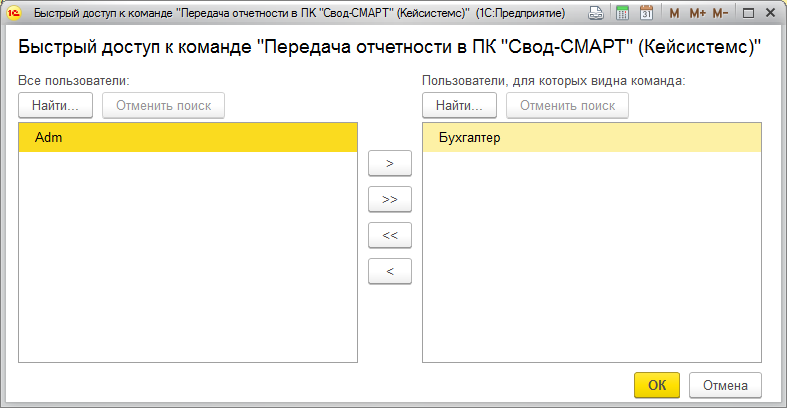 Быстрый доступ к команде "Передача отчетности в ПК "Свод-СМАРТ" (Кейсистемс)" (1С:Предприятие)
M M+ M-
Быстрый доступ к команде "Передача отчетности в ПК "Свод-СМАРТ" (Кейсистемс)"
Все пользователи:
Пользователи, для которых видна команда:
Найти...
Отменить поиск
Найти...
Отменить поиск
Adm
Бухгалтер
>
>>
<<
<
ОК
Отмена